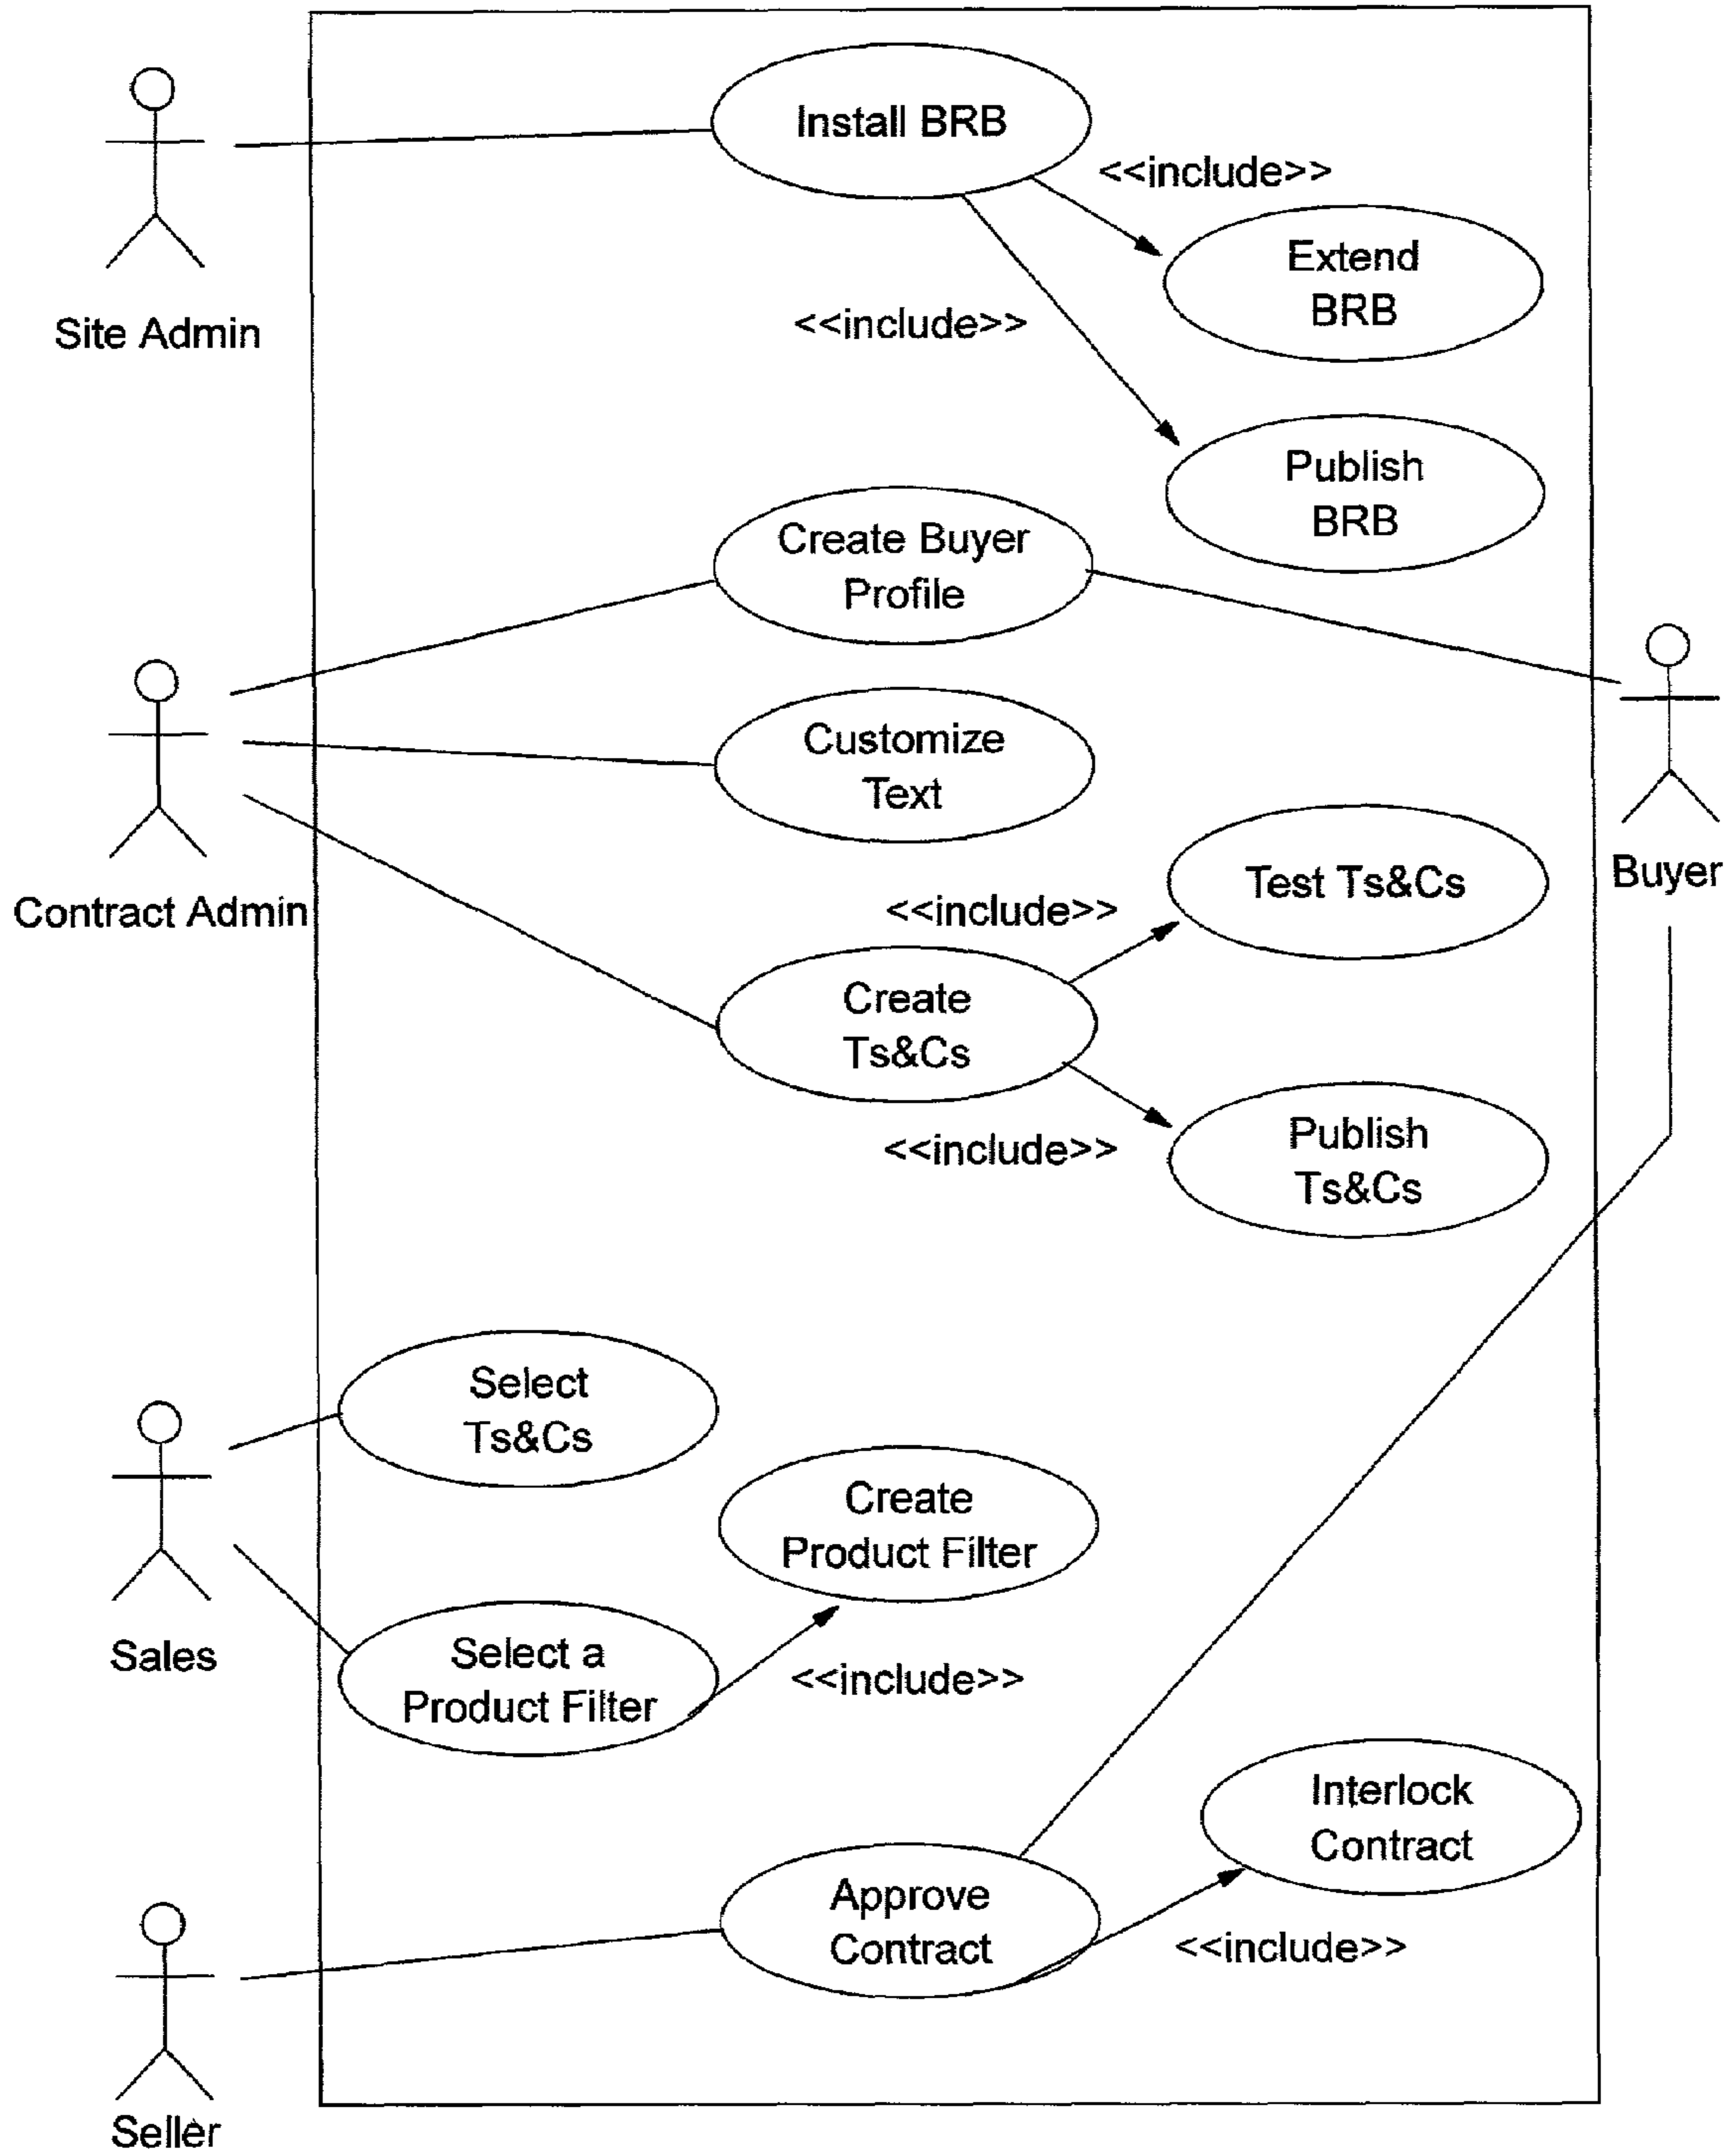 Install BRB
<<include>>
Extend
BRB
Site Admin
<<include>>
Publish
BRB
Create Buyer
Profile
Customize
Text
Buyer
Contract Admin
<<include>>
Test Ts&Cs
Create
Ts&Cs
<<include>>
Publish
Ts&Cs
Select
Ts&Cs
Create
Product Filter
Sales
Select a
Product Filter
<<include>>
Interlock
Contract
Approve
Contract
<<include>>
Seller